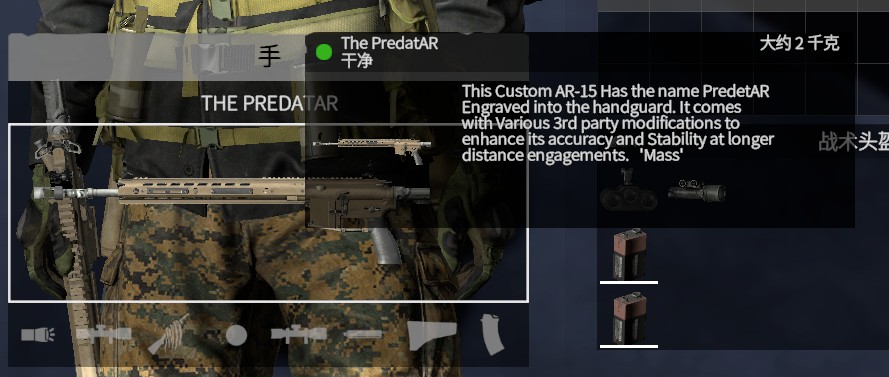 手
The PredatAR
干净
大约 2 千克
THE PREDATAR
This Custom AR-15 Has the name PredetAR
Engraved into the handguard. It comes
with Various 3rd party modifications to
enhance its accuracy and Stability at longer
distance engagements. 'Mass'
战术头盔